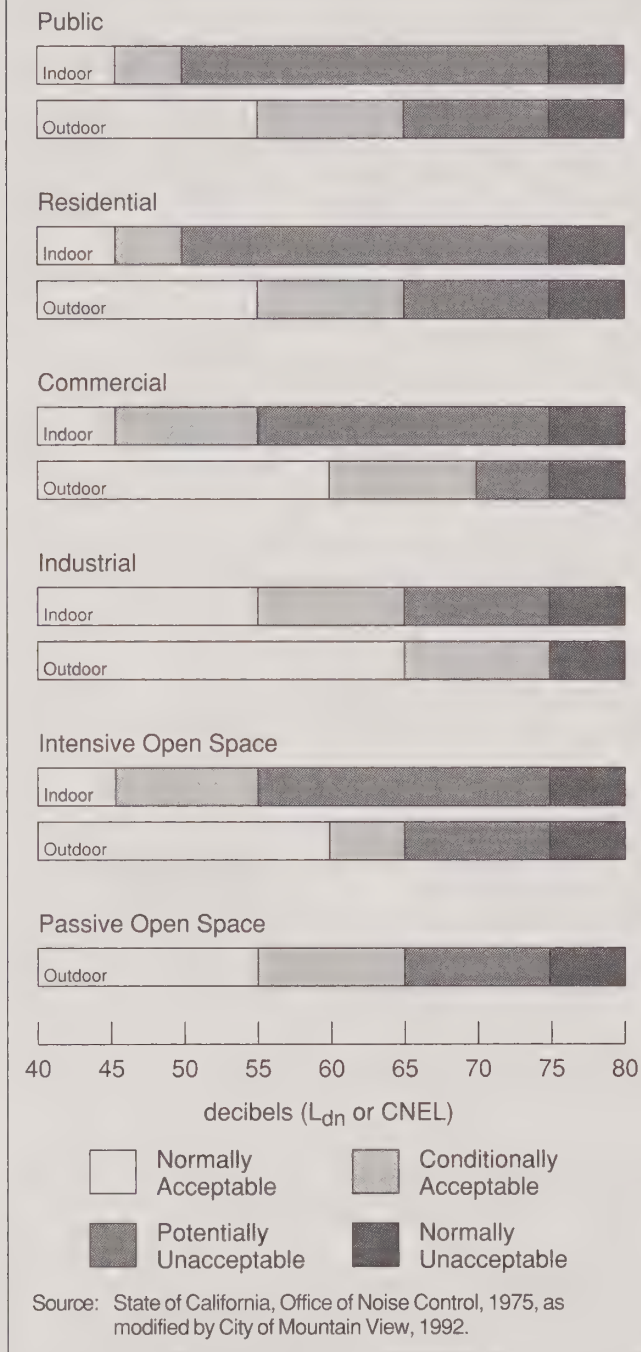 Public
Indoor
Outdoor
Residential
Indoor
Outdoor
Commercial
Indoor
Outdoor
Industrial
Indoor
Outdoor
Intensive Open Space
Indoor
Outdoor
Passive Open Space
Outdoor
40 45 50 55 60 65 70 75 80
decibels (Ldn or CNEL)
Normally
Acceptable
Conditionally
Acceptable
Potentially
Unacceptable
Normally
Unacceptable
Source: State of California, Office of Noise Control, 1975, as
modified by City of Mountain View, 1992.